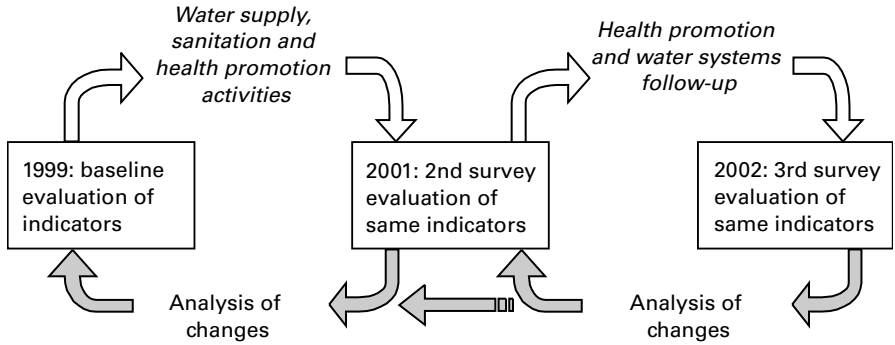 Water supply,
sanitation and
health promotion
activities
Health promotion
and water systems
follow-up
1999: baseline
evaluation of
indicators
2001: 2nd survey
evaluation of
same indicators
2002: 3rd survey
evaluation of
same indicators
Analysis of
changes
Analysis of
changes